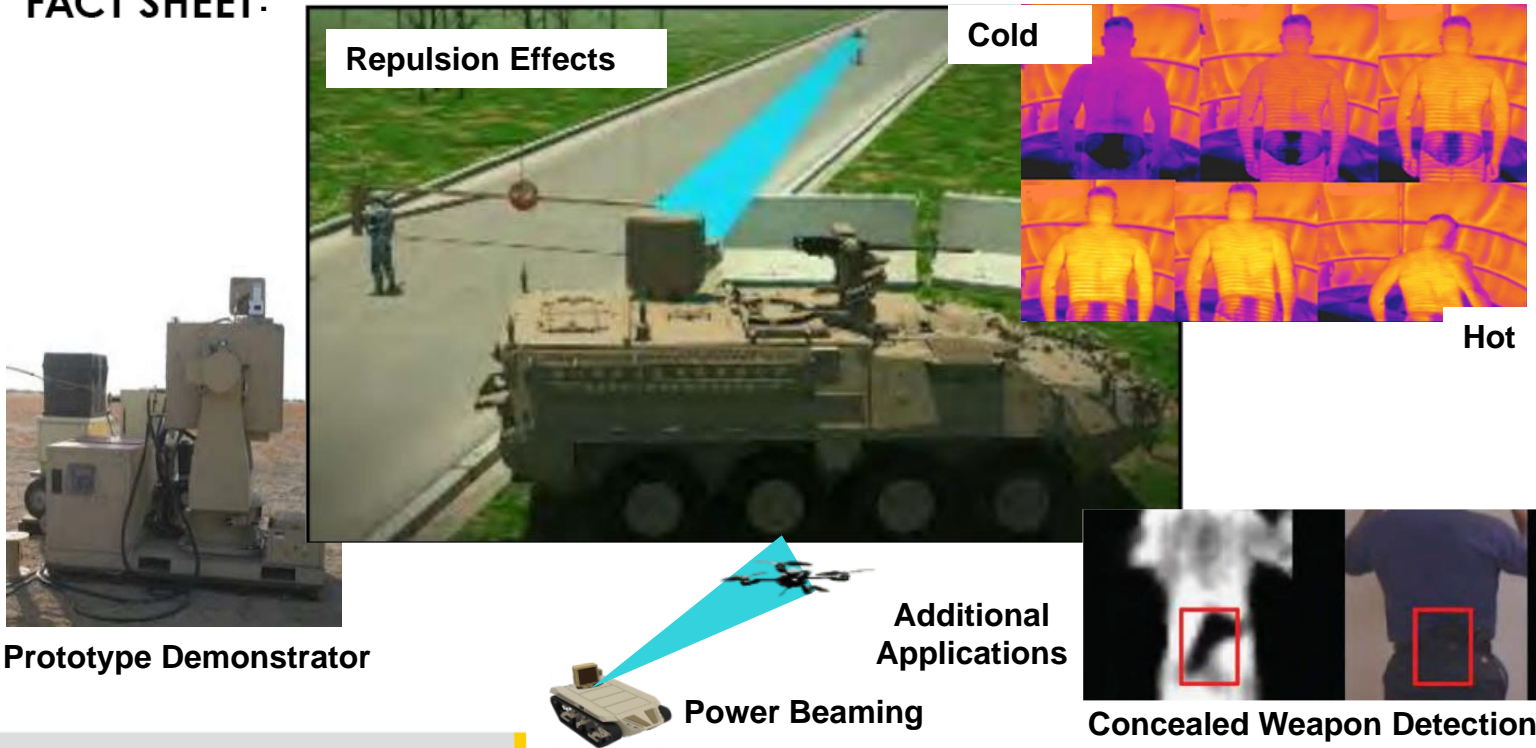 FACT SHEET:
Repulsion Effects
Cold
Hot
Prototype Demonstrator
Additional
Applications
Power Beaming
Concealed Weapon Detection